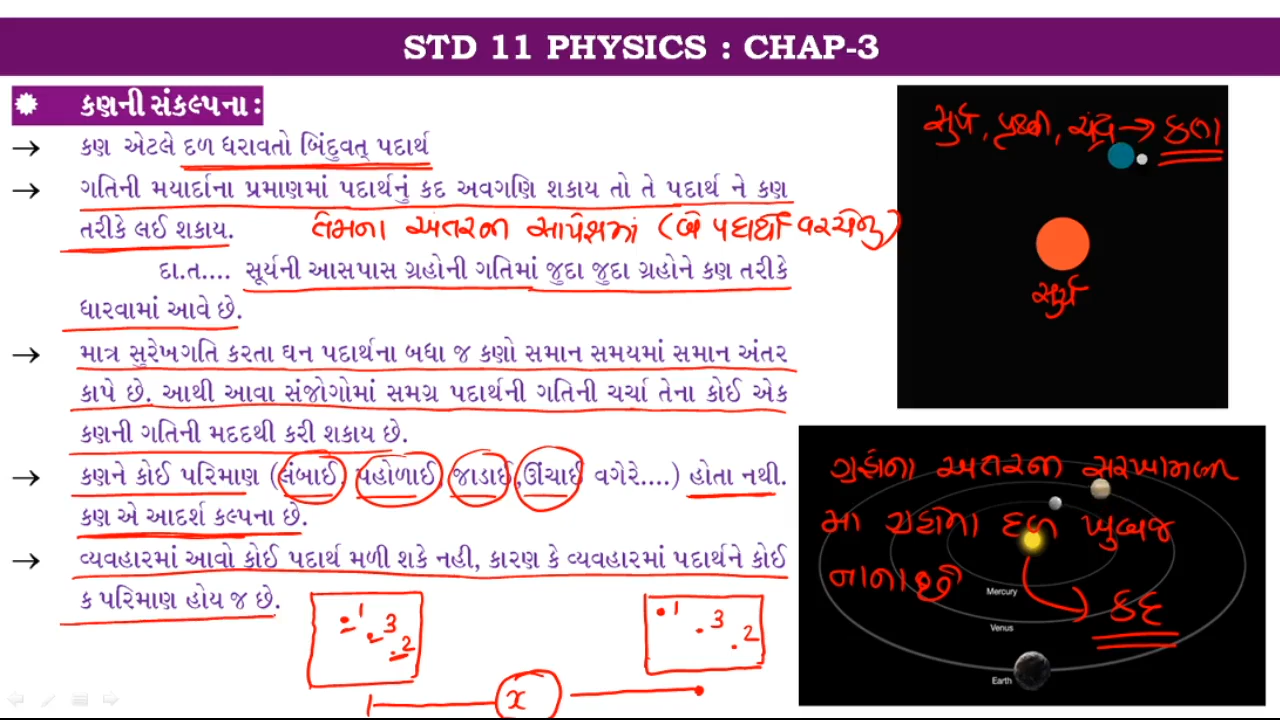 STD 11 PHYSICS : CHAP-3
કણની સંકલ્પના :
→ કણ એટલે દળ ધરાવતો બિંદુવત્ પદાર્થ
→ ગતિની મયાર્દાના પ્રમાણમાં પદાર્થનું કદ અવગણિ શકાય તો તે પદાર્થ ને કણ
તરીકે લઈ શકાય.
તેમના અંતરના સાપેક્ષમાં (બે પદાર્થો વચ્ચેનું)
દા.ત.... સૂર્યની આસપાસ ગ્રહોની ગતિમાં જુદા જુદા ગ્રહોને કણ તરીકે
ધારવામાં આવે છે.
→ માત્ર સુરેખગતિ કરતા ઘન પદાર્થના બધા જ કણો સમાન સમયમાં સમાન અંતર
કાપે છે. આથી આવા સંજોગોમાં સમગ્ર પદાર્થની ગતિની ચર્ચા તેના કોઈ એક
કણની ગતિની મદદથી કરી શકાય છે.
→ કણને કોઈ પરિમાણ (લંબાઈ, પહોળાઈ, જાડાઈ ,ઊંચાઈ વગેરે....) હોતા નથી.
કણ એ આદર્શ કલ્પના છે.
→ વ્યવહારમાં આવો કોઈ પદાર્થ મળી શકે નહી, કારણ કે વ્યવહારમાં પદાર્થને કોઈ
ક પરિમાણ હોય જ છે.
1
3
2
1
3
2
x
સૂર્ય, પૃથ્વી, ચંદ્ર → કણ
સૂર્ય
ગ્રહોના અંતરના સરખામણી
મા ગ્રહોના દળ ખુબજ
નાના છે
કદ
Mercury
Venus
Earth